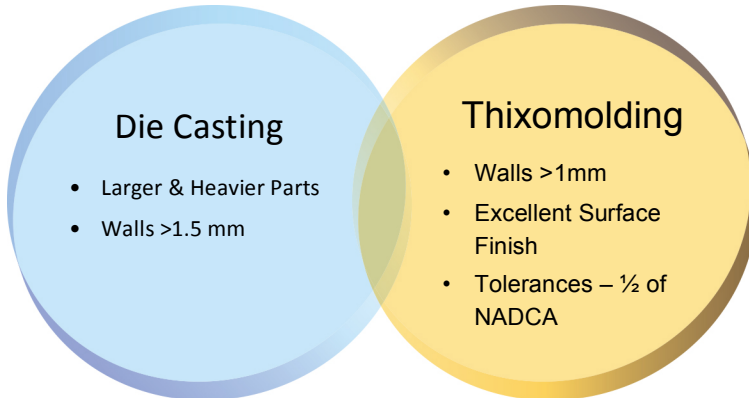 Die Casting
• Larger & Heavier Parts
• Walls >1.5 mm
Thixomolding
• Walls >1mm
• Excellent Surface
Finish
• Tolerances – ½ of
NADCA